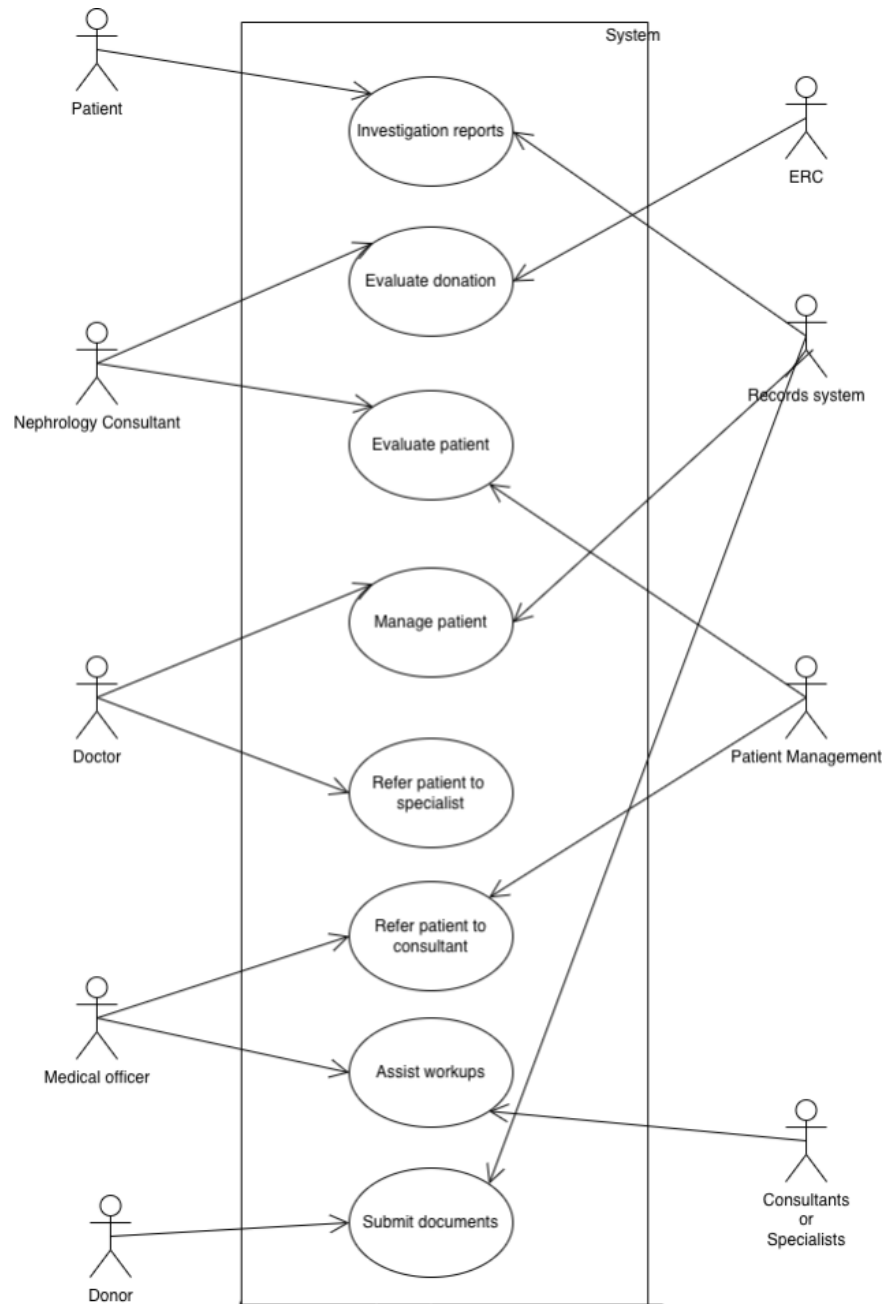 System
Patient
Investigation reports
ERC
Evaluate donation
Nephrology Consultant
Records system
Evaluate patient
Manage patient
Doctor
Patient Management
Refer patient to
specialist
Refer patient to
consultant
Medical officer
Assist workups
Consultants
or
Specialists
Submit documents
Donor